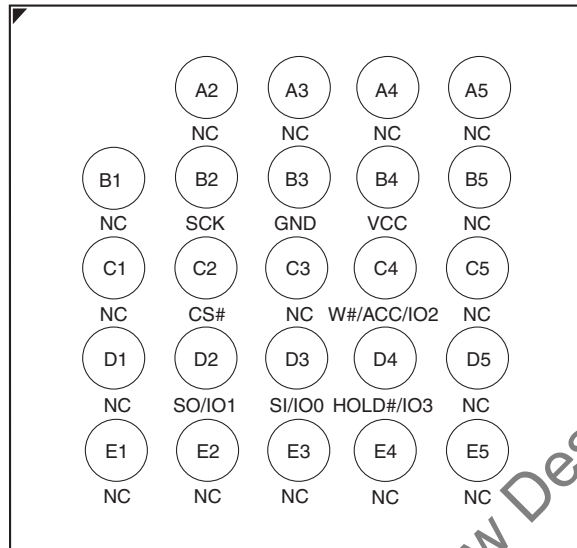 A2 A3 A4 A5
NC NC NC NC
B1 B2 B3 B4 B5
NC SCK GND VCC NC
C1 C2 C3 C4 C5
NC CS# NC W#/ACC/IO2 NC
D1 D2 D3 D4 D5
NC SO/IO1 SI/IO0 HOLD#/IO3 NC
E1 E2 E3 E4 E5
NC NC NC NC NC